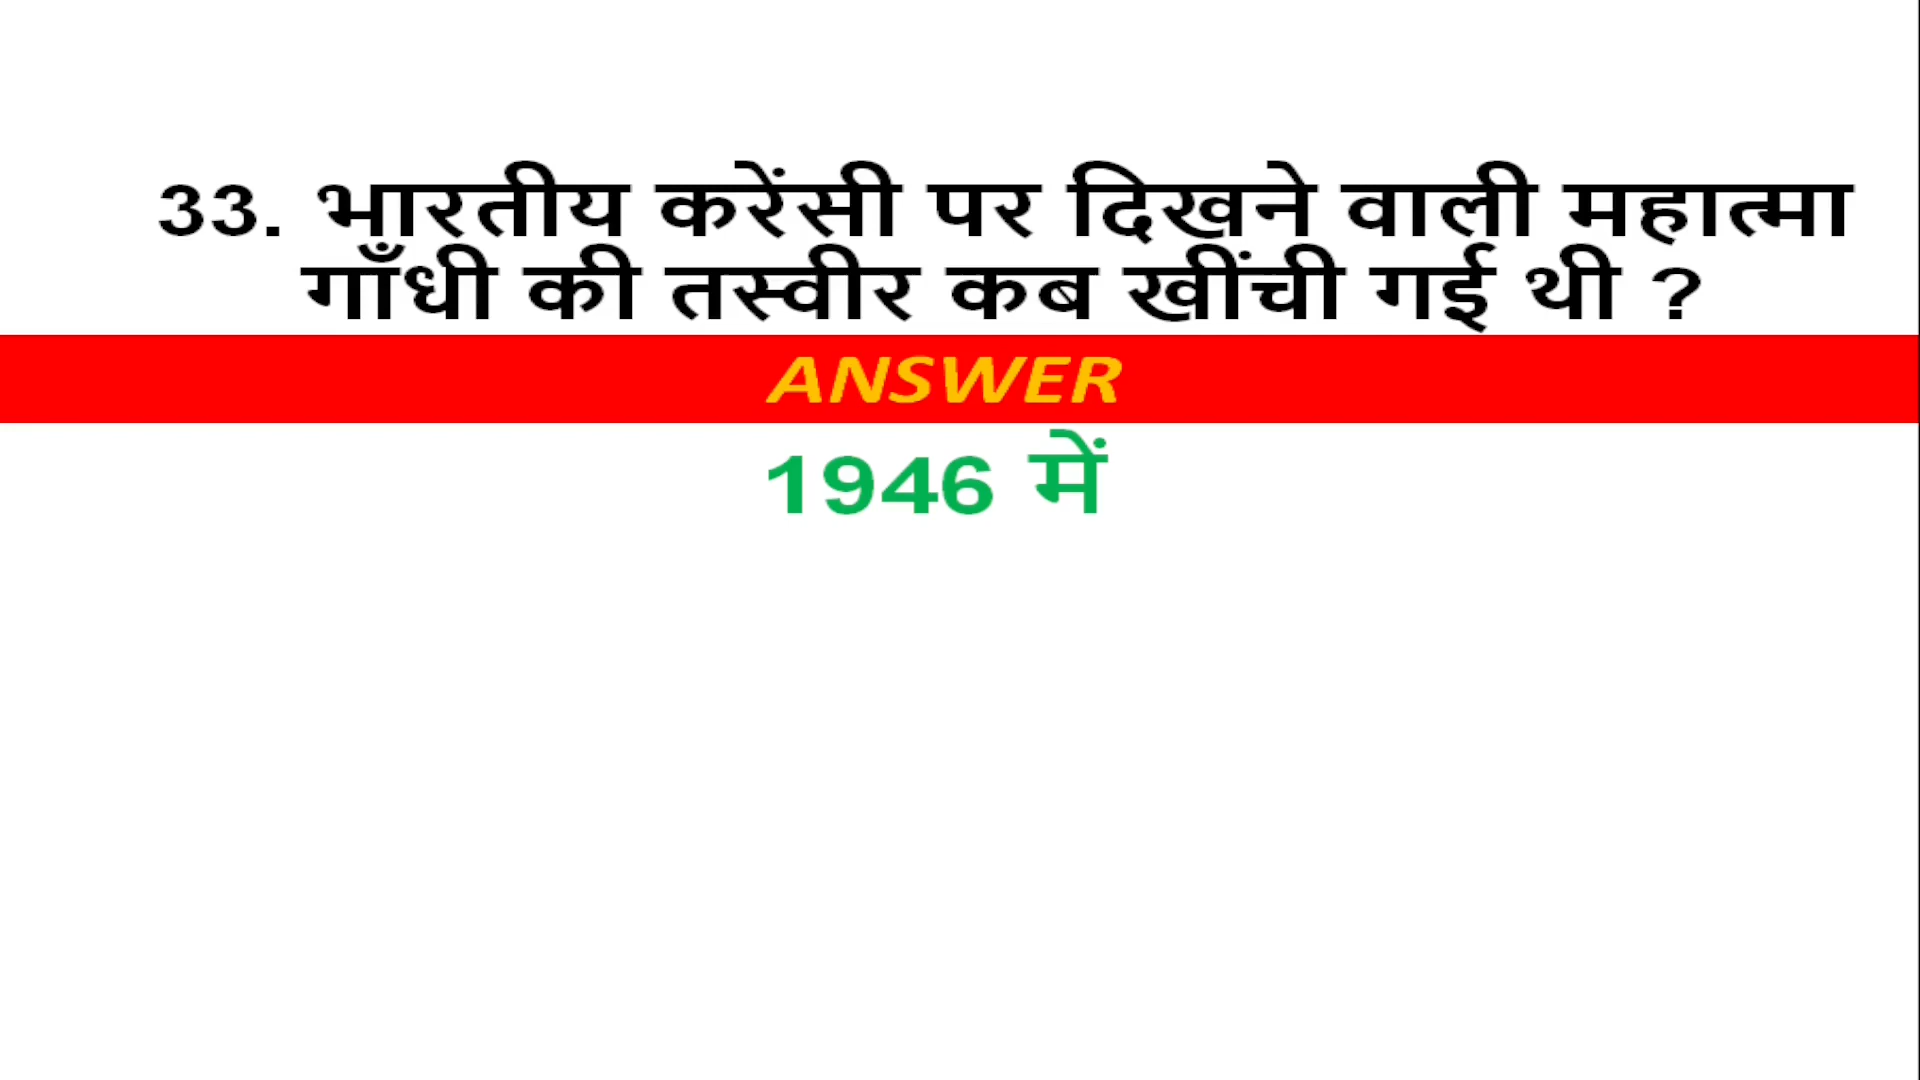 33. भारतीय करेंसी पर दिखने वाली महात्मा
गाँधी की तस्वीर कब खींची गई थी ?
ANSWER
1946 में